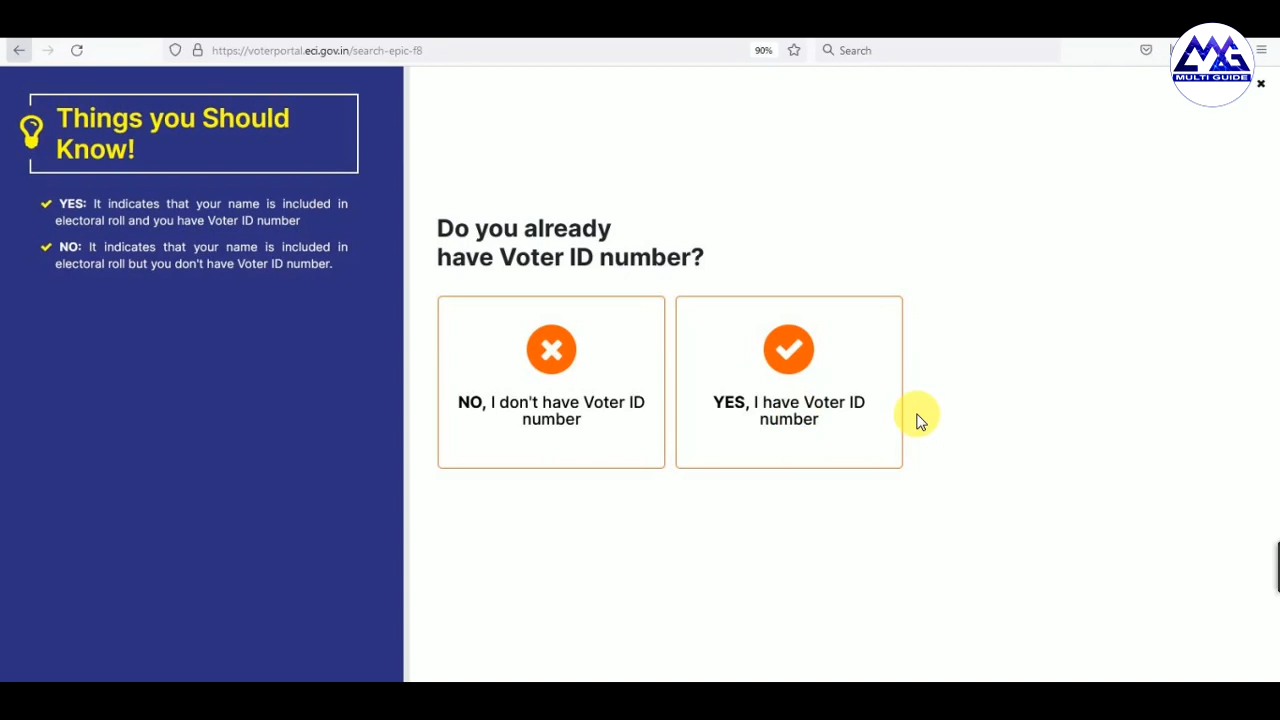 https://voterportal.eci.gov.in/search-epic-f8
90%
Search
MG
MULTI GUIDE
Things you Should
Know!
YES: It indicates that your name is included in
electoral roll and you have Voter ID number
NO: It indicates that your name is included in
electoral roll but you don't have Voter ID number.
Do you already
have Voter ID number?
NO, I don't have Voter ID
number
YES, I have Voter ID
number